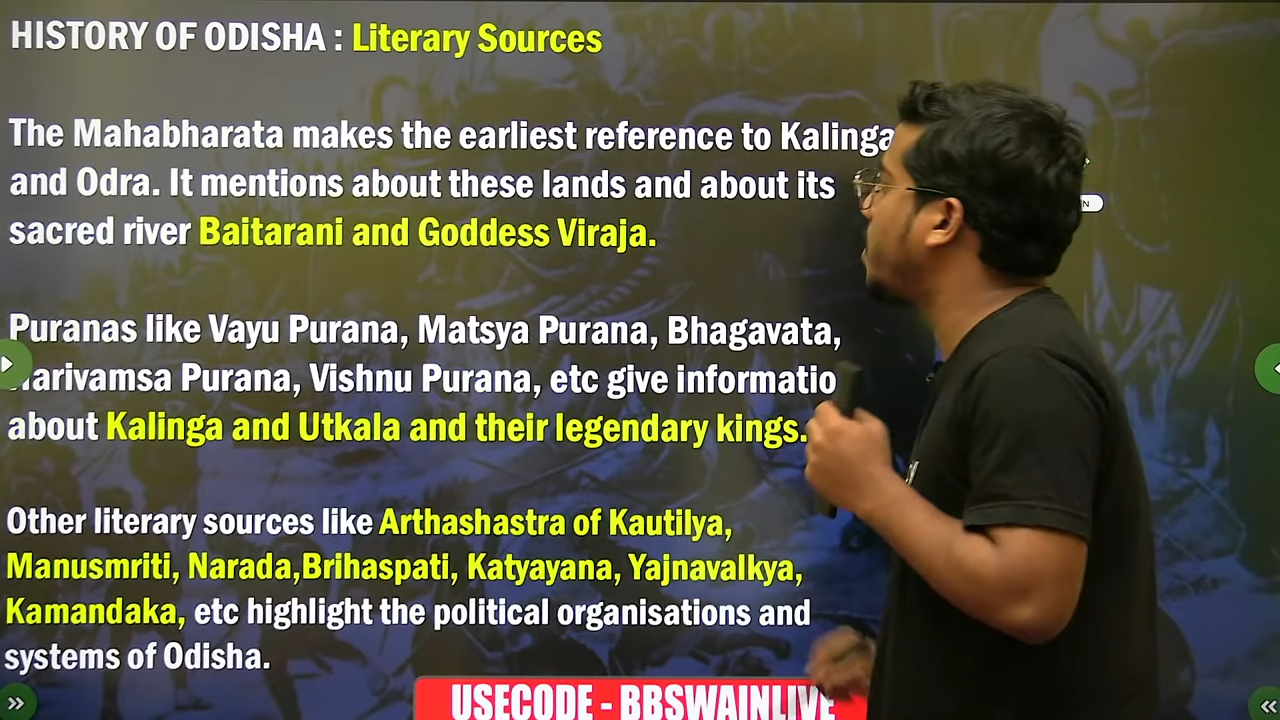 HISTORY OF ODISHA : Literary Sources
The Mahabharata makes the earliest reference to Kalinga
and Odra. It mentions about these lands and about its
sacred river Baitarani and Goddess Viraja.
Puranas like Vayu Purana, Matsya Purana, Bhagavata,
Harivamsa Purana, Vishnu Purana, etc give informatio
about Kalinga and Utkala and their legendary kings.
Other literary sources like Arthashastra of Kautilya,
Manusmriti, Narada,Brihaspati, Katyayana, Yajnavalkya,
Kamandaka, etc highlight the political organisations and
systems of Odisha.
USECODE - BBSWAINLIVE